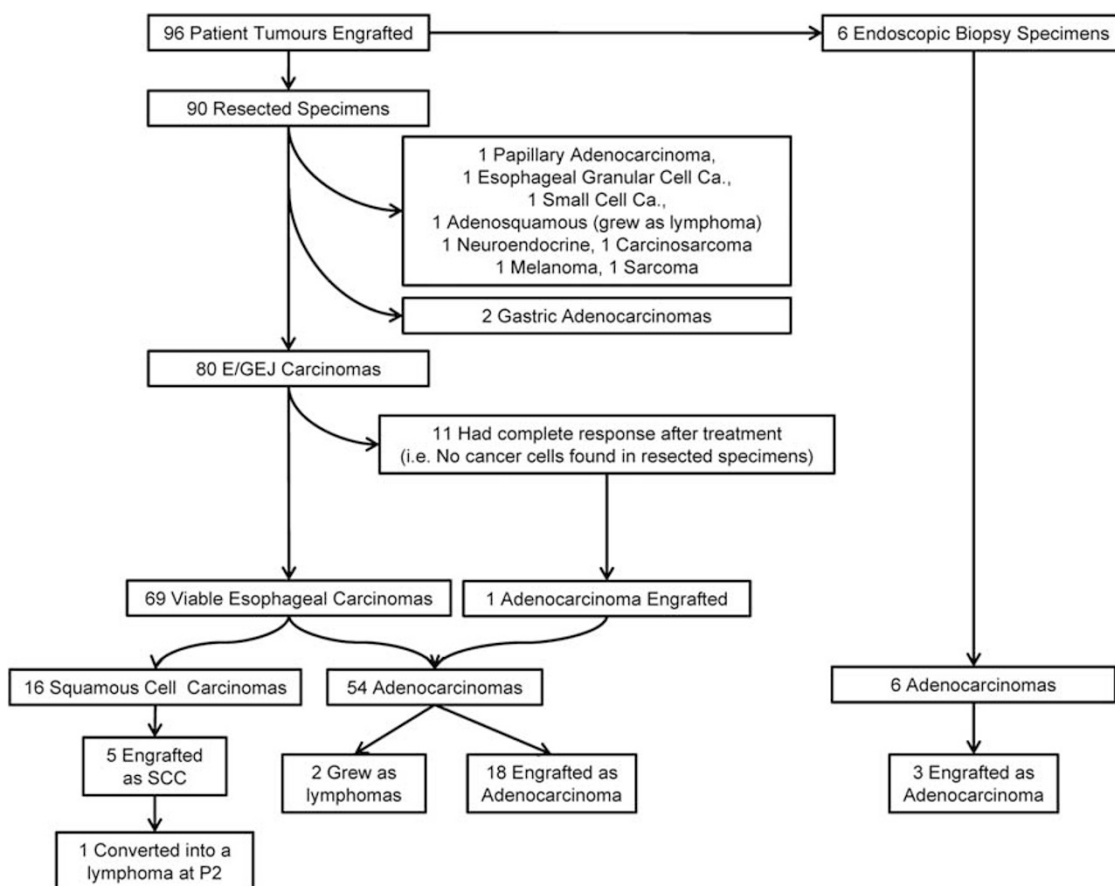 96 Patient Tumours Engrafted
6 Endoscopic Biopsy Specimens
90 Resected Specimens
1 Papillary Adenocarcinoma,
1 Esophageal Granular Cell Ca.,
1 Small Cell Ca.,
1 Adenosquamous (grew as lymphoma)
1 Neuroendocrine, 1 Carcinosarcoma
1 Melanoma, 1 Sarcoma
2 Gastric Adenocarcinomas
80 E/GEJ Carcinomas
11 Had complete response after treatment
(i.e. No cancer cells found in resected specimens)
69 Viable Esophageal Carcinomas
1 Adenocarcinoma Engrafted
16 Squamous Cell Carcinomas
54 Adenocarcinomas
6 Adenocarcinomas
5 Engrafted
as SCC
2 Grew as
lymphomas
18 Engrafted as
Adenocarcinoma
3 Engrafted as
Adenocarcinoma
1 Converted into a
lymphoma at P2